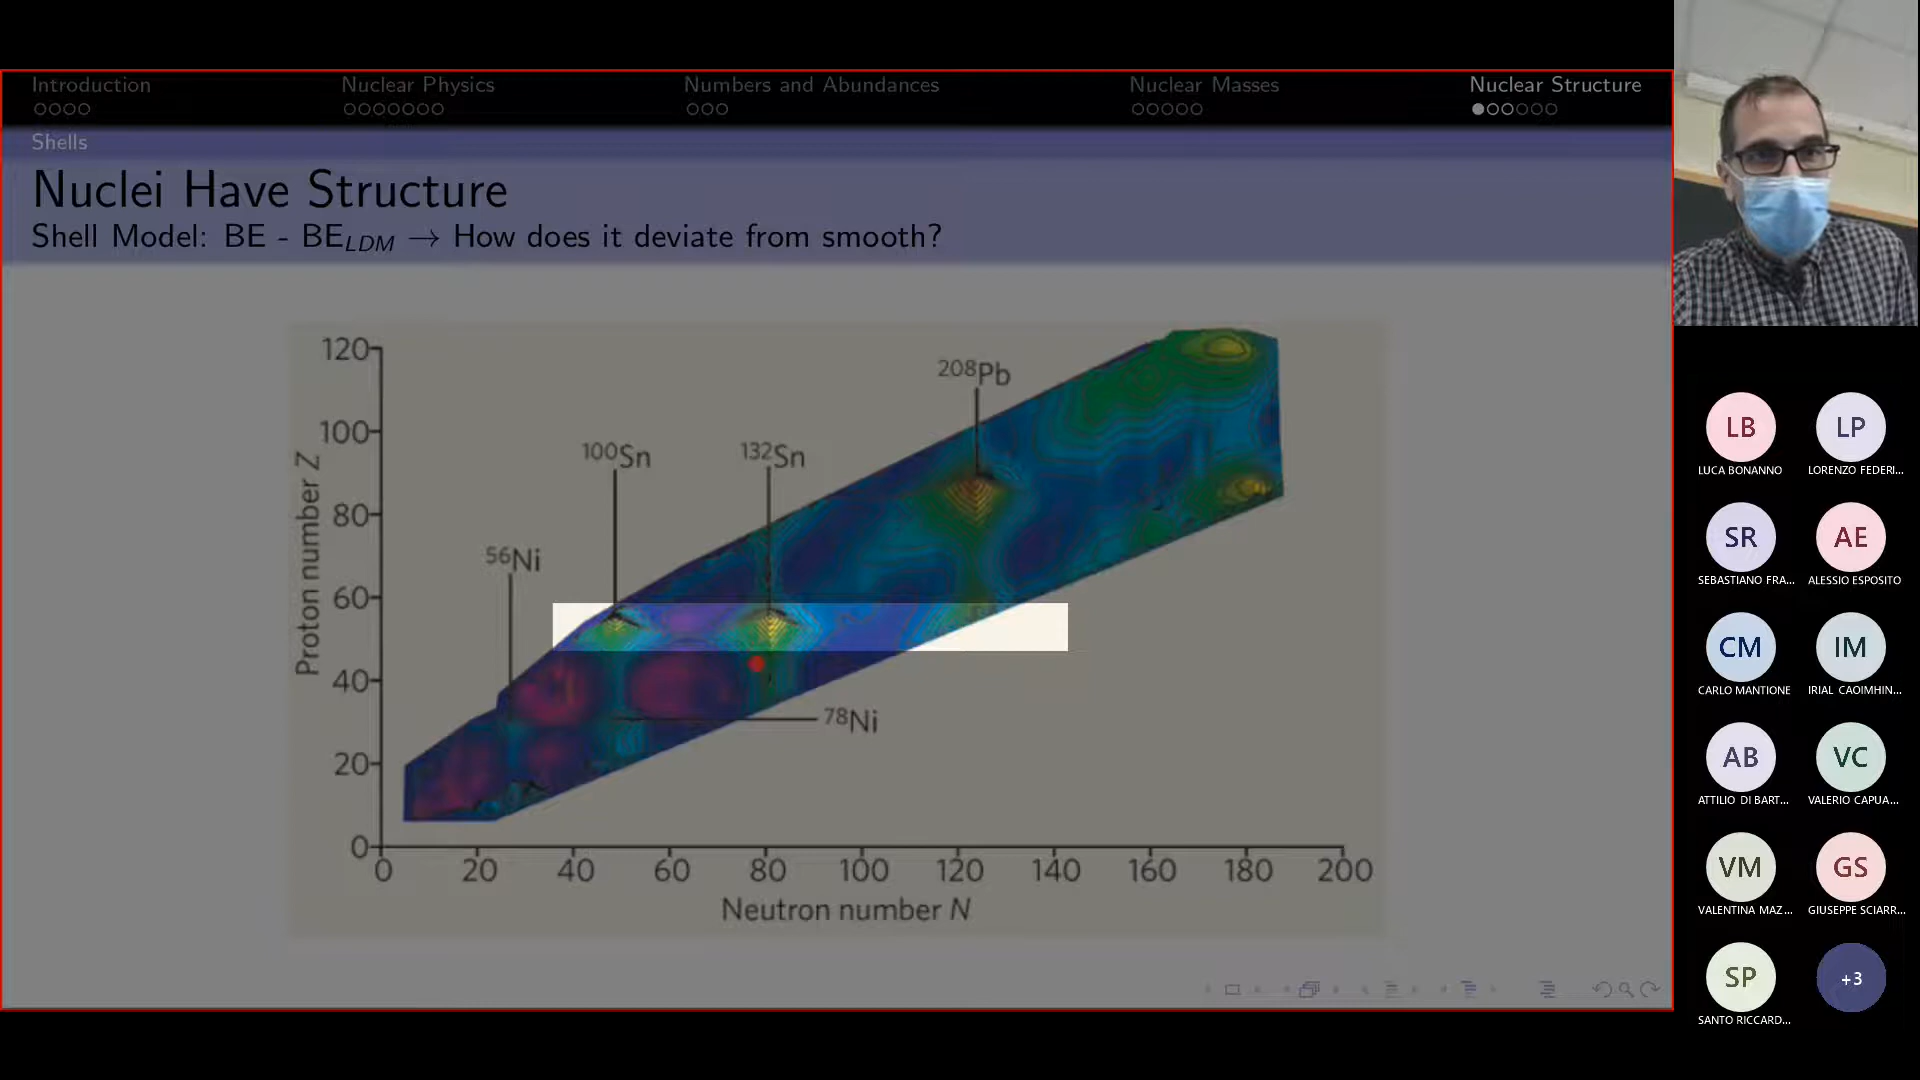 Introduction
Nuclear Physics
Numbers and Abundances
Nuclear Masses
Nuclear Structure
Shells
Nuclei Have Structure
Shell Model: BE - BE_LDM → How does it deviate from smooth?
120
100
80
60
40
20
0
Proton number Z
56Ni
100Sn
132Sn
208Pb
78Ni
0 20 40 60 80 100 120 140 160 180 200
Neutron number N
LB
LUCA BONANNO
LP
LORENZO FEDERI...
SR
SEBASTIANO FRA...
AE
ALESSIO ESPOSITO
CM
CARLO MANTIONE
IM
IRIAL CAOIMHIN...
AB
ATTILIO DI BART...
VC
VALERIO CAPUA...
VM
VALENTINA MAZ...
GS
GIUSEPPE SCIARR...
SP
SANTO RICCARD...
+3